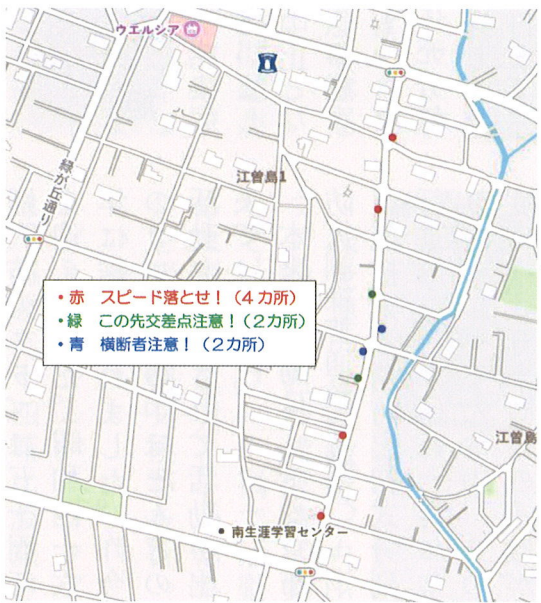 ウエルシア
緑が丘通り
江曽島1
・赤　スピード落とせ！（4カ所）
・緑　この先交差点注意！（2カ所）
・青　横断者注意！（2カ所）
江曽島
南生涯学習センター